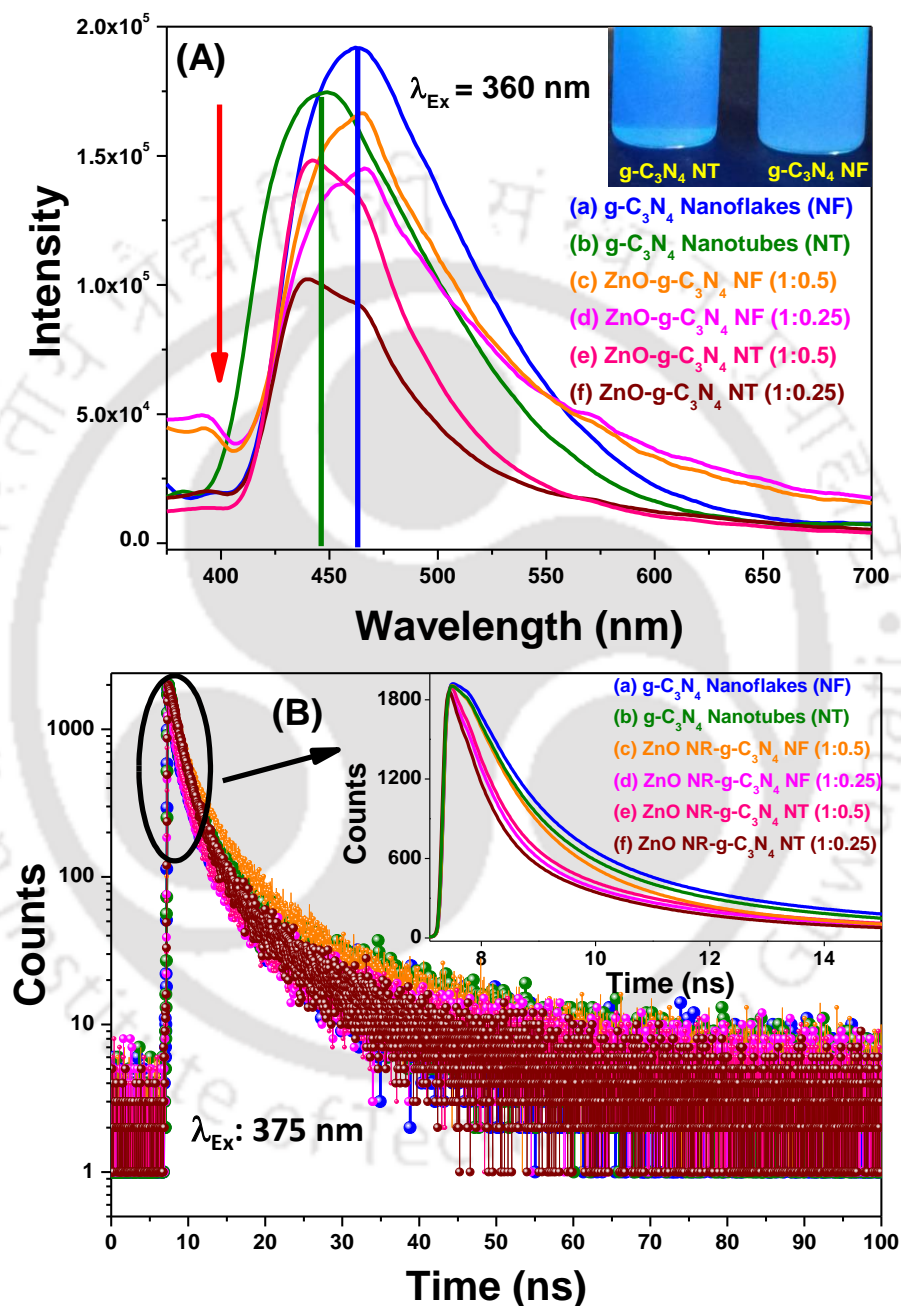 (A)
λEx = 360 nm
g-C3N4 NT
g-C3N4 NF
(a) g-C3N4 Nanoflakes (NF)
(b) g-C3N4 Nanotubes (NT)
(c) ZnO-g-C3N4 NF (1:0.5)
(d) ZnO-g-C3N4 NF (1:0.25)
(e) ZnO-g-C3N4 NT (1:0.5)
(f) ZnO-g-C3N4 NT (1:0.25)
2.0x10^5
1.5x10^5
1.0x10^5
5.0x10^4
0.0
Intensity
400 450 500 550 600 650 700
Wavelength (nm)
(B)
(a) g-C3N4 Nanoflakes (NF)
(b) g-C3N4 Nanotubes (NT)
(c) ZnO NR-g-C3N4 NF (1:0.5)
(d) ZnO NR-g-C3N4 NF (1:0.25)
(e) ZnO NR-g-C3N4 NT (1:0.5)
(f) ZnO NR-g-C3N4 NT (1:0.25)
1800
1200
600
0
Counts
8 10 12 14
Time (ns)
1000
100
10
1
Counts
λEx: 375 nm
0 10 20 30 40 50 60 70 80 90 100
Time (ns)